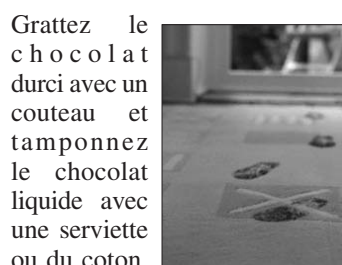 Grattez le
chocolat
durci avec un
couteau et
tamponnez
le chocolat
liquide avec
une serviette
ou du coton